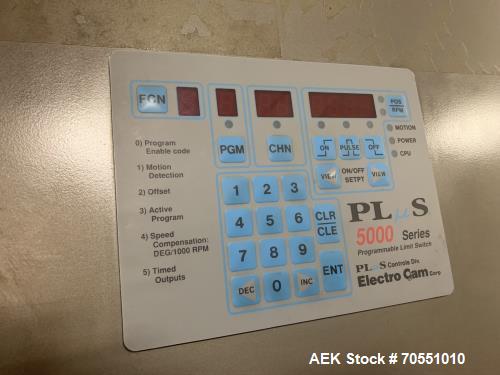 FCN
PGM
CHN
POS
RPM
ON
PULSE
OFF
MOTION
POWER
CPU
VIEW
ON/OFF
SETPT
VIEW
0) Program
Enable code
1) Motion
Detection
2) Offset
3) Active
Program
4) Speed
Compensation:
DEG/1000 RPM
5) Timed
Outputs
1
2
3
4
5
6
7
8
9
DEC
0
INC
CLR
CLE
ENT
PL S
5000 Series
Programmable Limit Switch
PL S Controls Div.
Electro Cam Corp
AEK Stock # 70551010